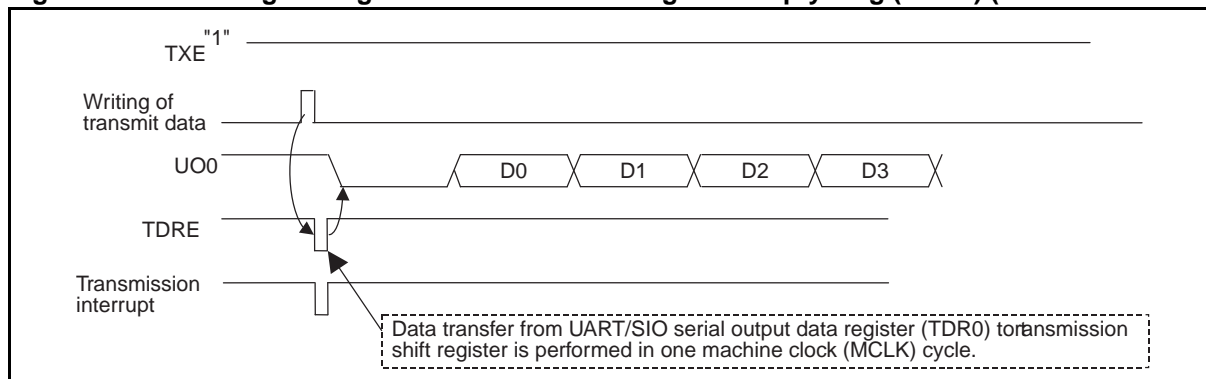 TXE "1"
Writing of
transmit data
UO0
D0 D1 D2 D3
TDRE
Transmission
interrupt
Data transfer from UART/SIO serial output data register (TDR0) tortansmission
shift register is performed in one machine clock (MCLK) cycle.